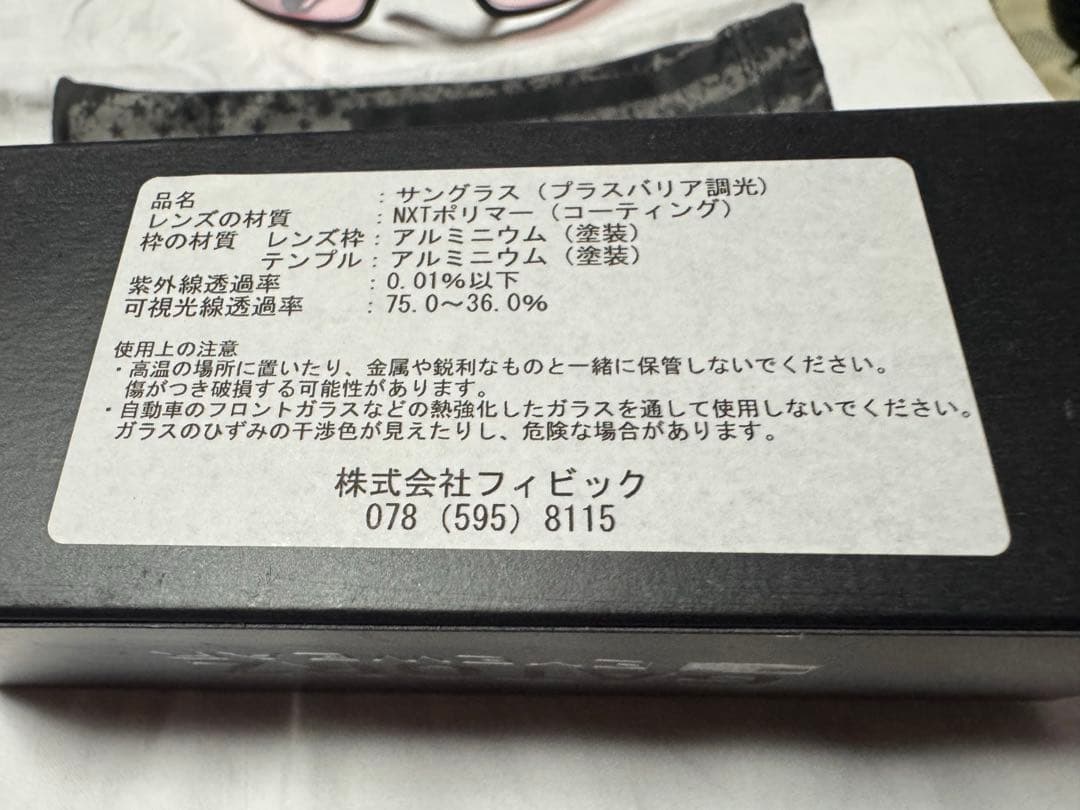 品名 : サングラス（プラスバリア調光）
レンズの材質 : NXTポリマー（コーティング）
枠の材質 レンズ枠 : アルミニウム（塗装）
テンプル : アルミニウム（塗装）
紫外線透過率 : 0.01%以下
可視光線透過率 : 75.0～36.0%
使用上の注意
・高温の場所に置いたり、金属や鋭利なものと一緒に保管しないでください。
傷がつき破損する可能性があります。
・自動車のフロントガラスなどの熱強化したガラスを通して使用しないでください。
ガラスのひずみの干渉色が見えたりし、危険な場合があります。
株式会社フィビック
078（595）8115